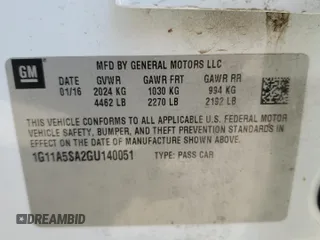 GM
MFD BY GENERAL MOTORS LLC
DATE GVWR GAWR FRT GAWR RR
01/16 2024 KG 1030 KG 994 KG
4462 LB 2270 LB 2192 LB
THIS VEHICLE CONFORMS TO ALL APPLICABLE U.S. FEDERAL MOTOR
VEHICLE SAFETY, BUMPER, AND THEFT PREVENTION STANDARDS
IN EFFECT ON THE DATE OF MANUFACTURE SHOWN ABOVE.
1G11A5SA2GU140051 TYPE: PASS CAR